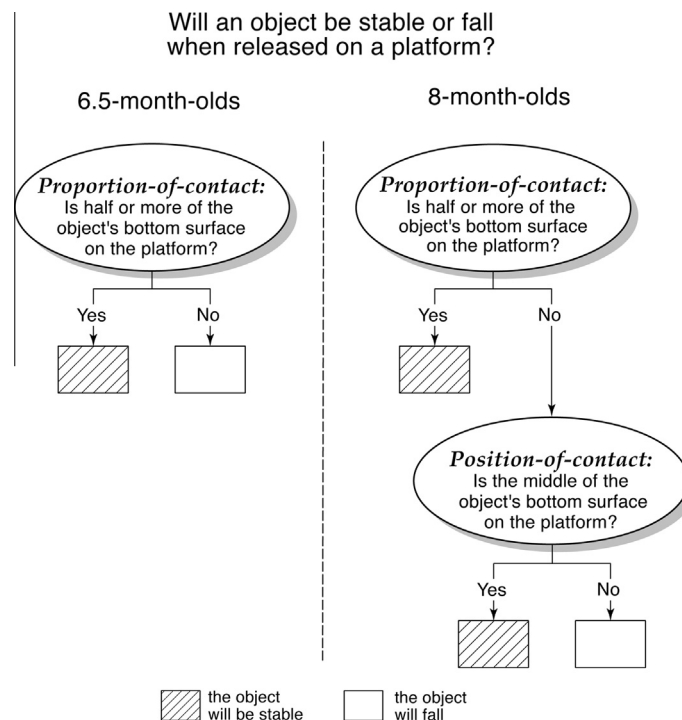 Will an object be stable or fall
when released on a platform?
6.5-month-olds
Proportion-of-contact:
Is half or more of the
object's bottom surface
on the platform?
Yes
No
8-month-olds
Proportion-of-contact:
Is half or more of the
object's bottom surface
on the platform?
Yes
No
Position-of-contact:
Is the middle of the
object's bottom surface
on the platform?
Yes
No
the object
will be stable
the object
will fall